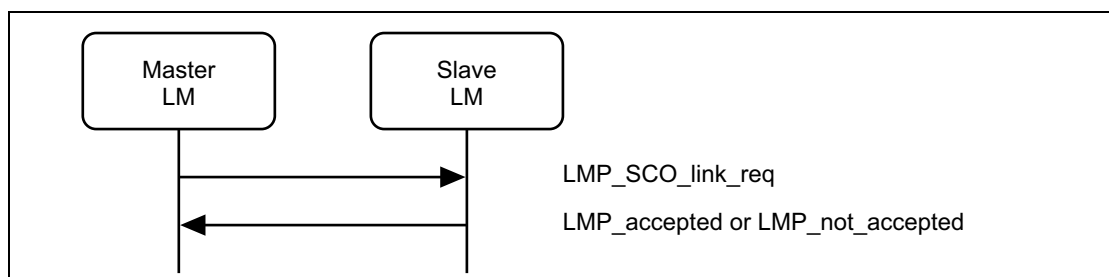 Master
LM
Slave
LM
LMP_SCO_link_req
LMP_accepted or LMP_not_accepted